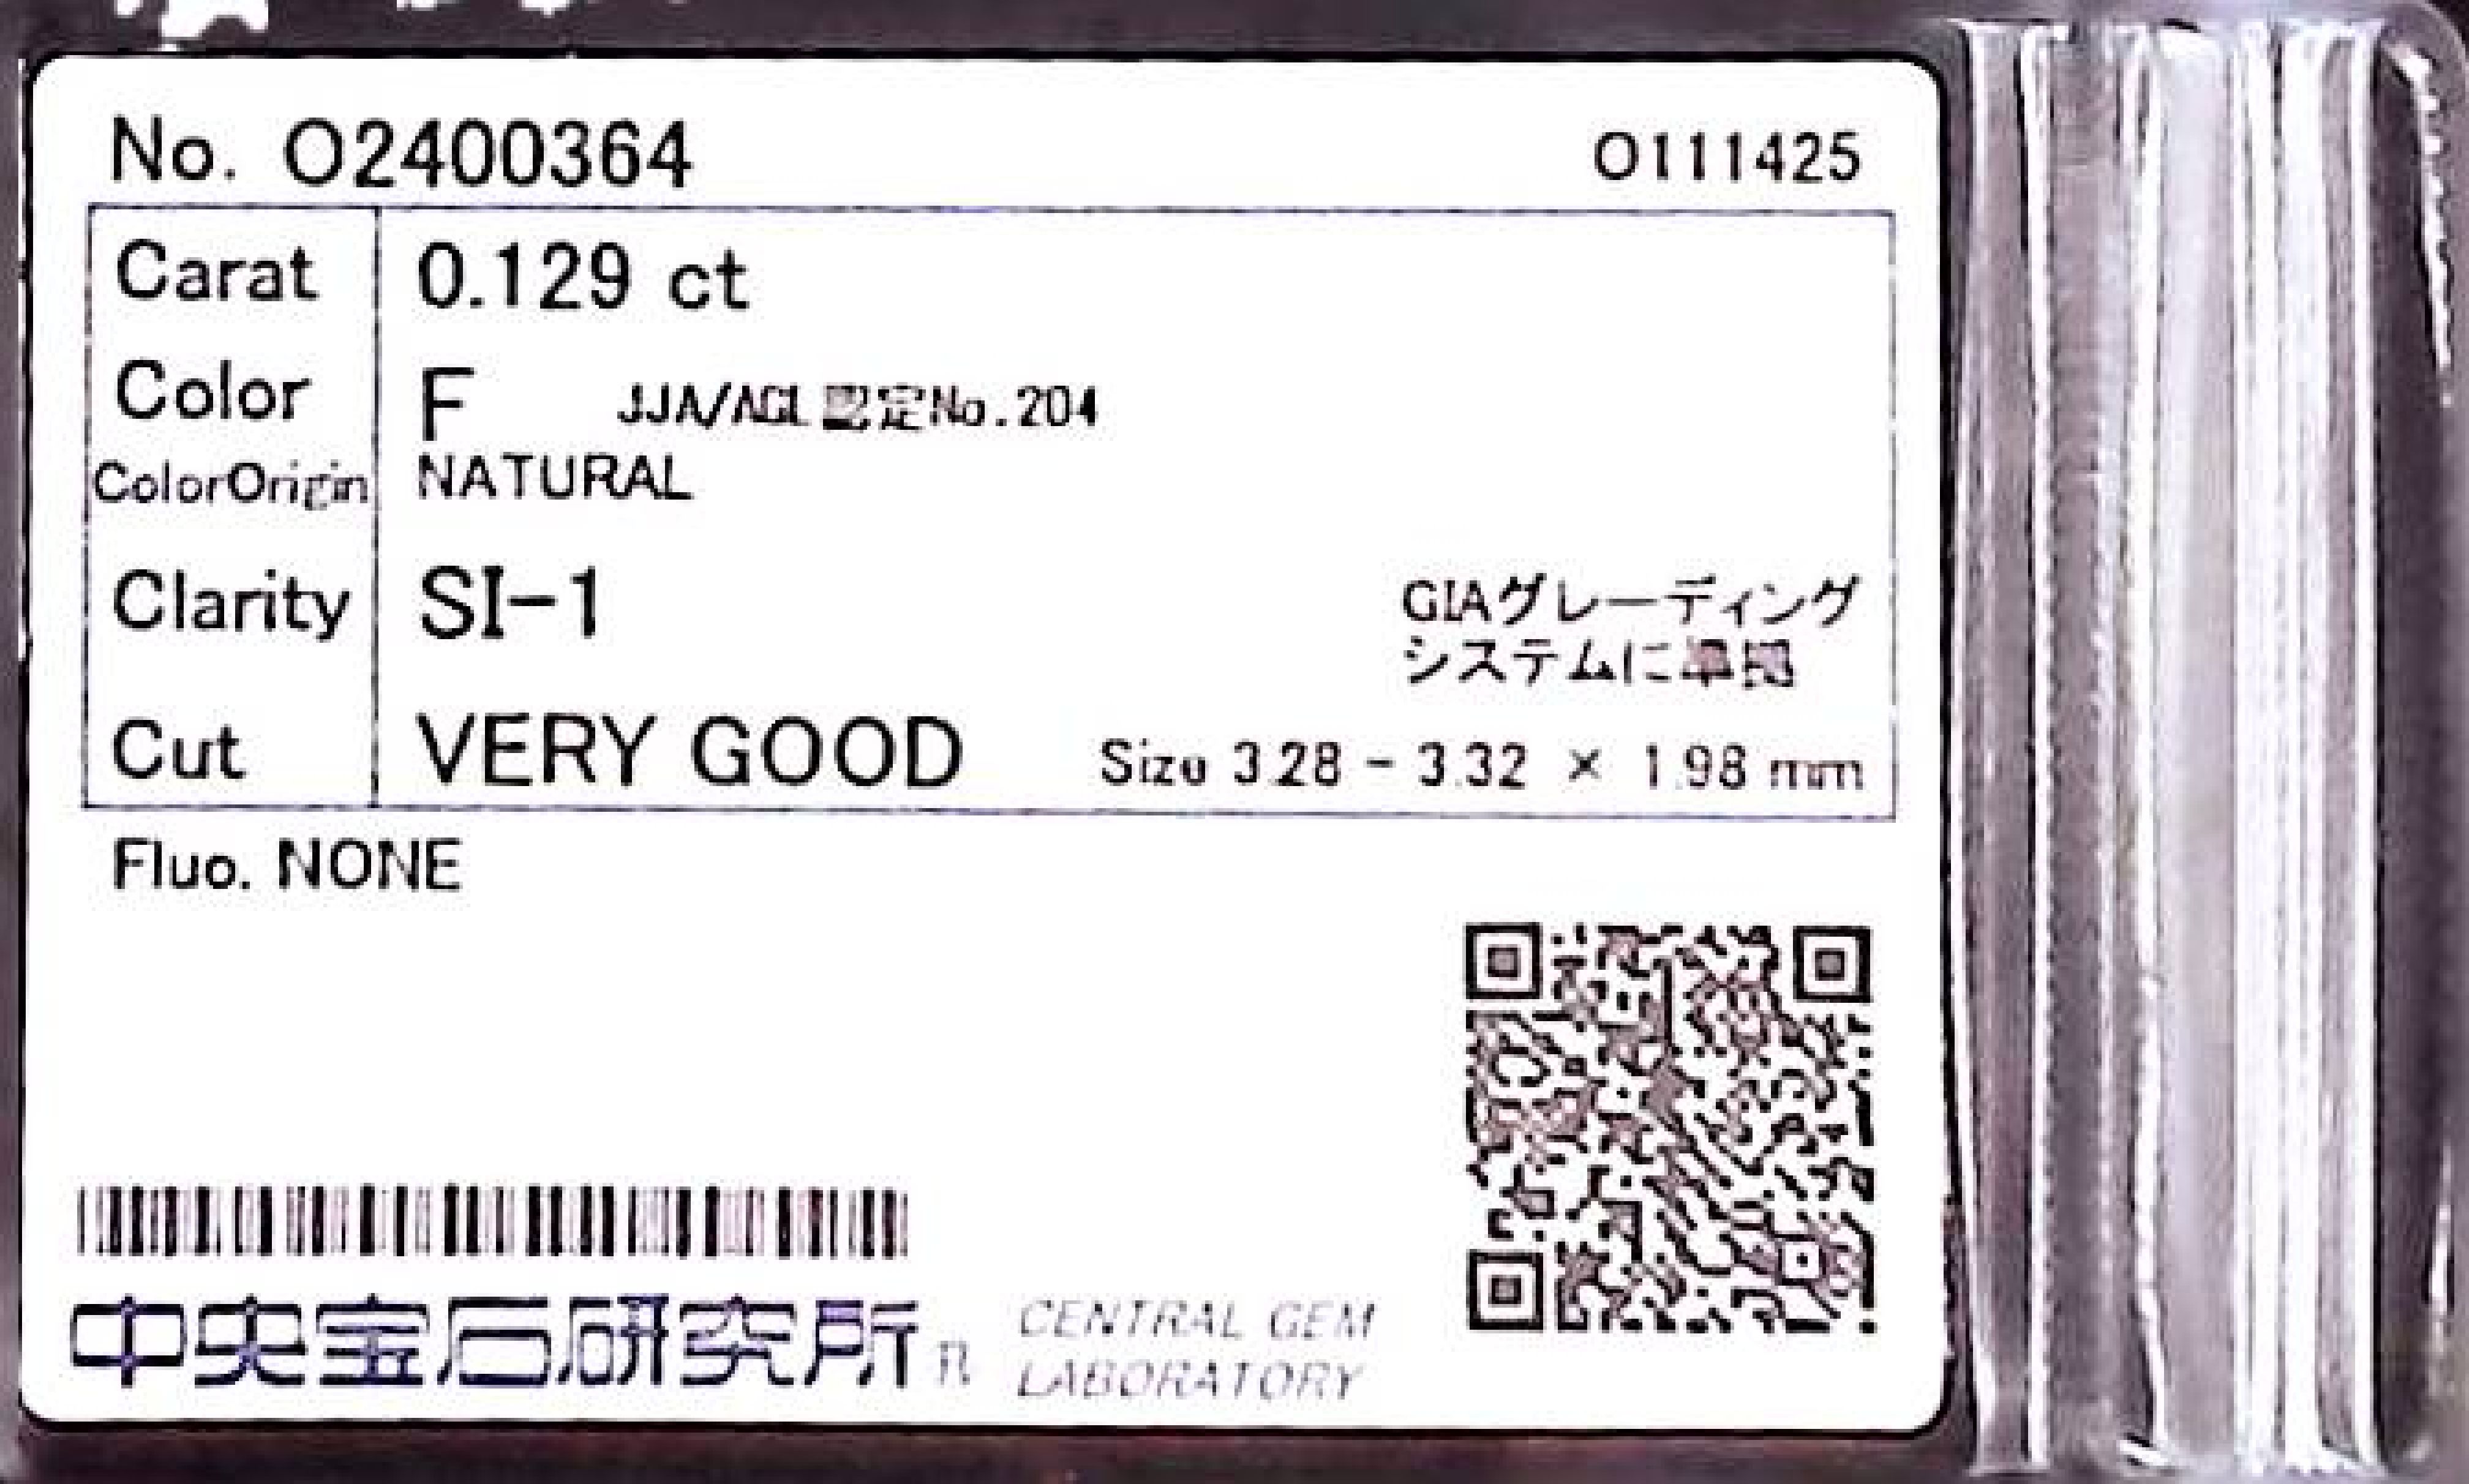 No. O2400364 O111425
Carat 0.129 ct
Color F JJA/AGL 認定No.204
ColorOrigin NATURAL
Clarity SI-1 GIAグレーディング
システムに準拠
Cut VERY GOOD Size 3.28 - 3.32 × 1.98 mm
Fluo. NONE
中央宝石研究所 R CENTRAL GEM
LABORATORY